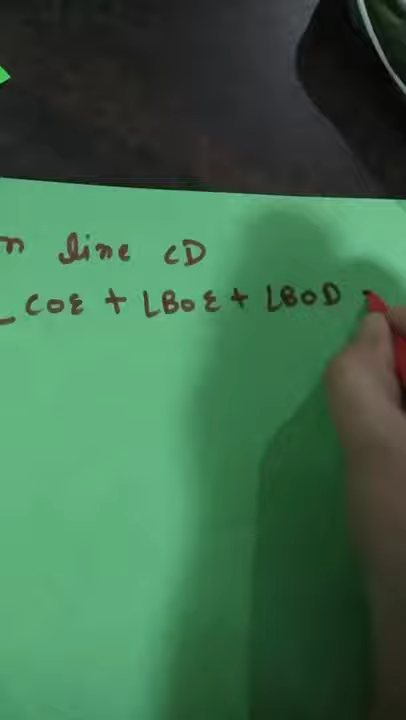 n line CD
∠COE + ∠BOE + ∠BOD